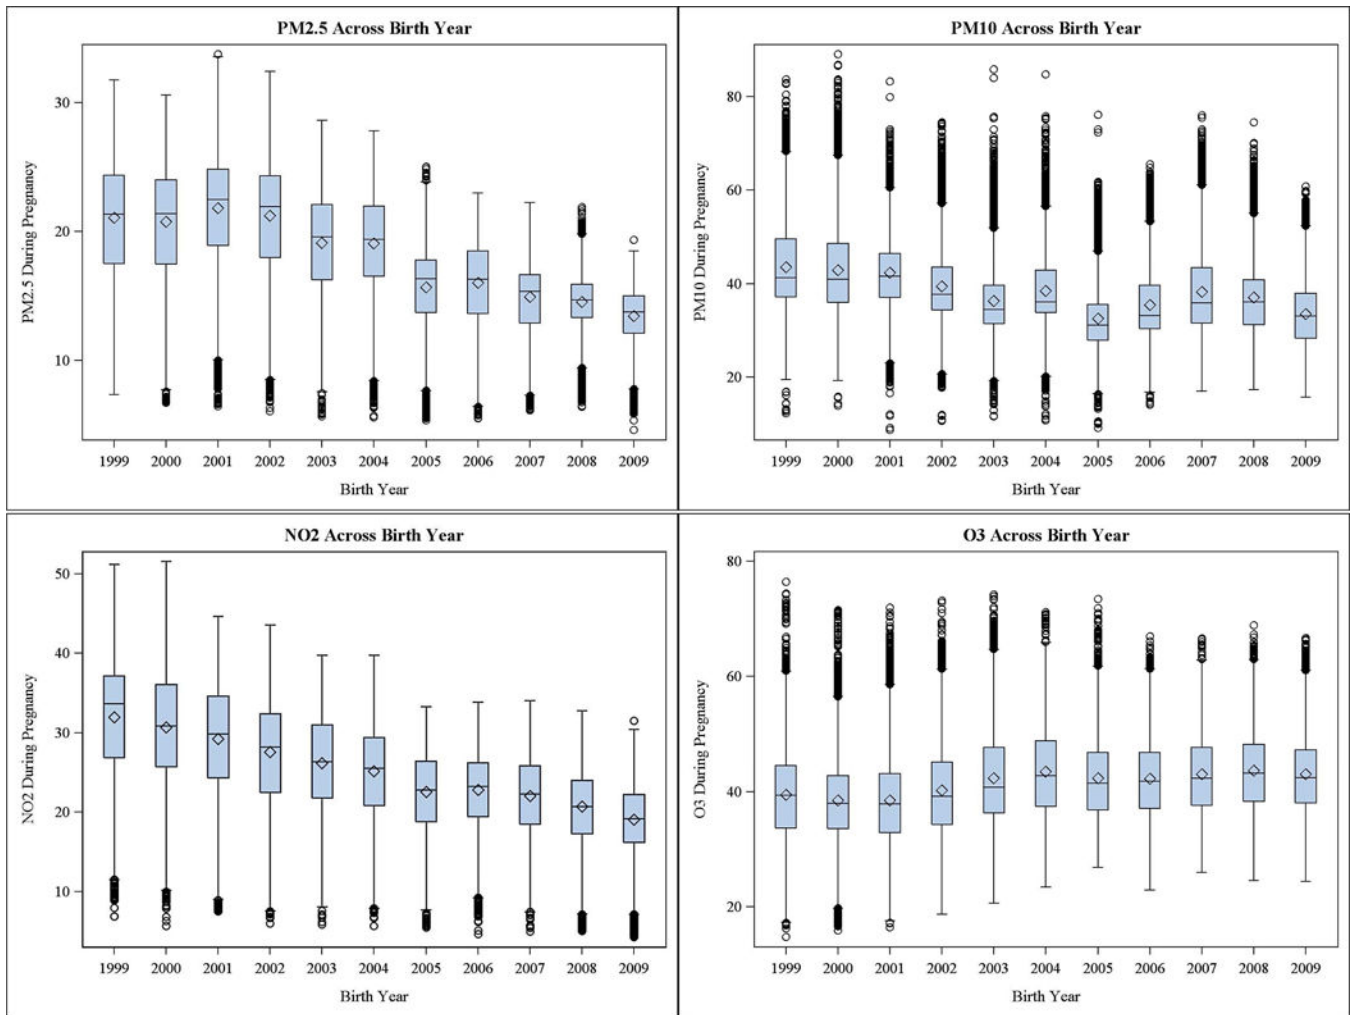 PM2.5 Across Birth Year
PM2.5 During Pregnancy
30
20
10
1999 2000 2001 2002 2003 2004 2005 2006 2007 2008 2009
Birth Year
PM10 Across Birth Year
PM10 During Pregnancy
80
60
40
20
1999 2000 2001 2002 2003 2004 2005 2006 2007 2008 2009
Birth Year
NO2 Across Birth Year
NO2 During Pregnancy
50
40
30
20
10
1999 2000 2001 2002 2003 2004 2005 2006 2007 2008 2009
Birth Year
O3 Across Birth Year
O3 During Pregnancy
80
60
40
20
1999 2000 2001 2002 2003 2004 2005 2006 2007 2008 2009
Birth Year